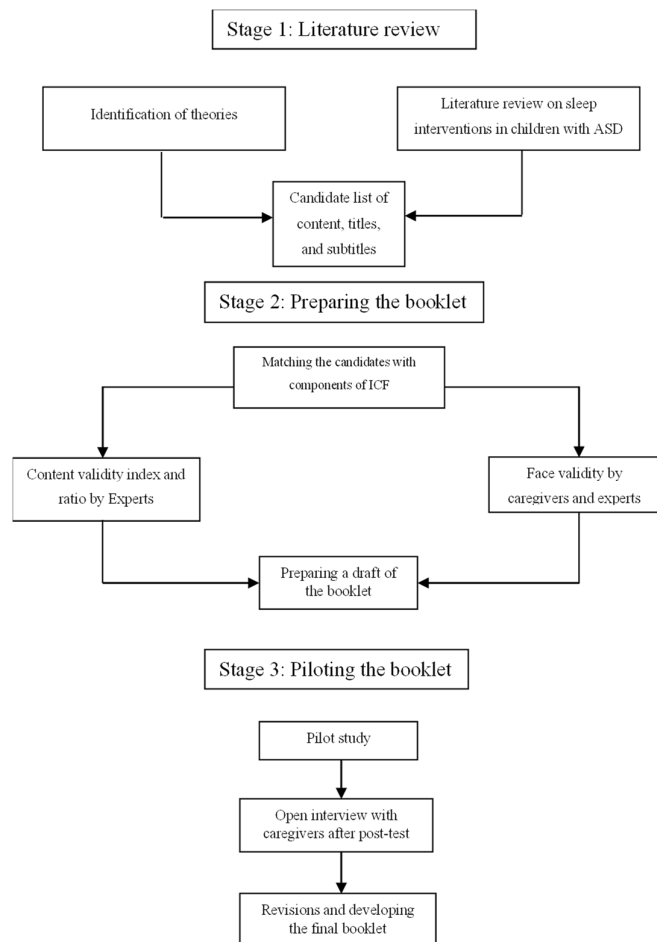 Stage 1: Literature review
Identification of theories
Literature review on sleep
interventions in children with ASD
Candidate list of
content, titles,
and subtitles
Stage 2: Preparing the booklet
Matching the candidates with
components of ICF
Content validity index and
ratio by Experts
Face validity by
caregivers and experts
Preparing a draft of
the booklet
Stage 3: Piloting the booklet
Pilot study
Open interview with
caregivers after post-test
Revisions and developing
the final booklet